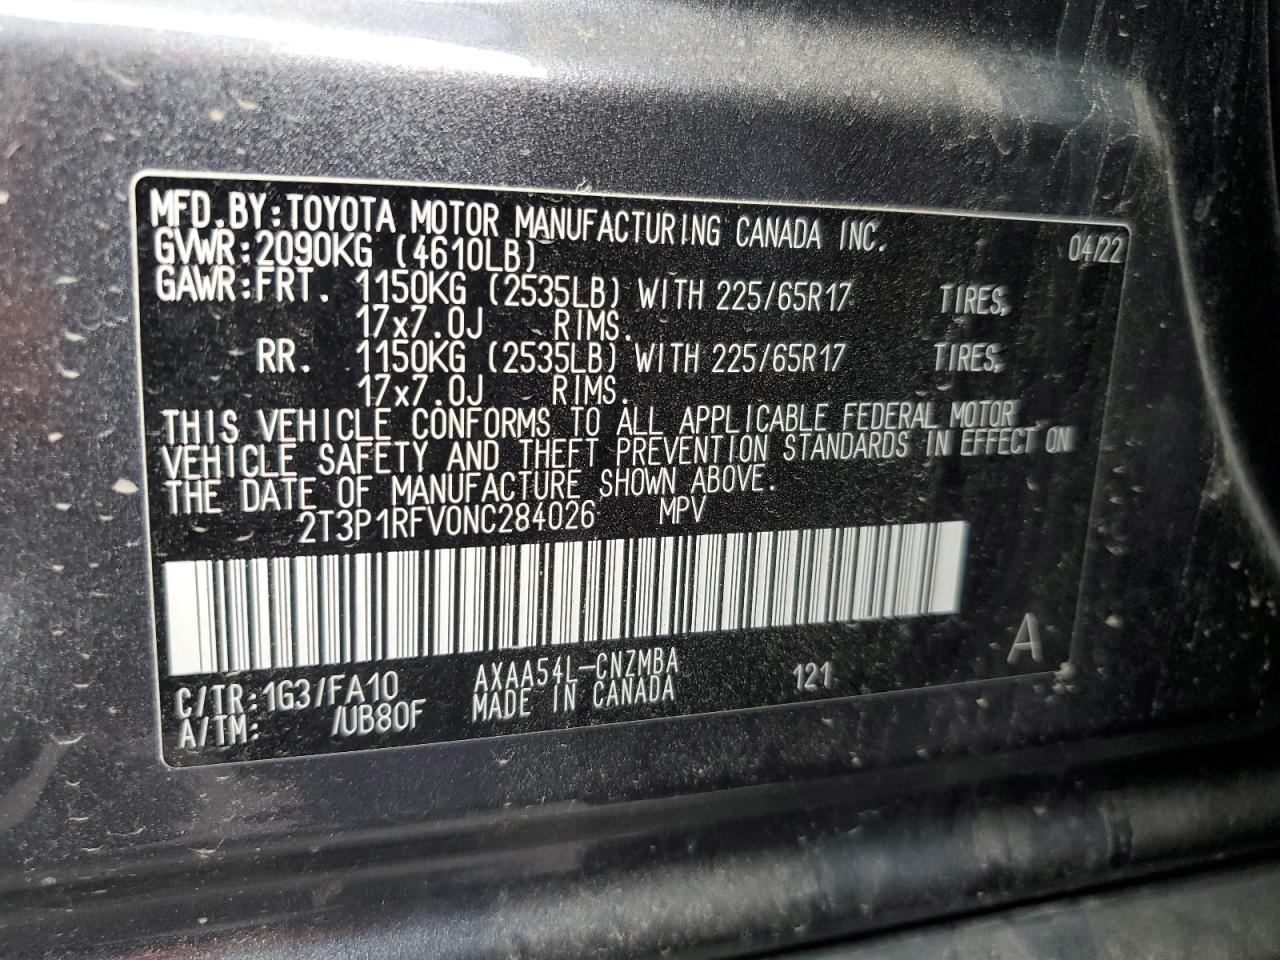 MFD.BY:TOYOTA MOTOR MANUFACTURING CANADA INC.
GVWR:2090KG (4610LB) 04/22
GAWR:FRT. 1150KG (2535LB) WITH 225/65R17 TIRES,
17x7.0J RIMS.
RR. 1150KG (2535LB) WITH 225/65R17 TIRES,
17x7.0J RIMS.
THIS VEHICLE CONFORMS TO ALL APPLICABLE FEDERAL MOTOR
VEHICLE SAFETY AND THEFT PREVENTION STANDARDS IN EFFECT ON
THE DATE OF MANUFACTURE SHOWN ABOVE.
2T3P1RFV0NC284026 MPV
A
C/TR:1G3/FA10 AXAA54L-CNZMBA 121
A/TM: /UB80F MADE IN CANADA